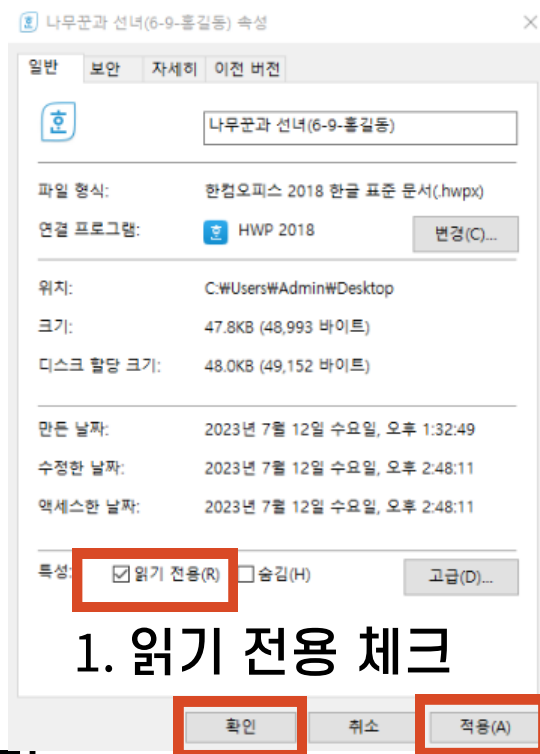 나무꾼과 선녀(6-9-홍길동) 속성
일반 보안 자세히 이전 버전
나무꾼과 선녀(6-9-홍길동)
파일 형식: 한컴오피스 2018 한글 표준 문서(.hwpx)
연결 프로그램: HWP 2018 변경(C)...
위치: C:₩Users₩Admin₩Desktop
크기: 47.8KB (48,993 바이트)
디스크 할당 크기: 48.0KB (49,152 바이트)
만든 날짜: 2023년 7월 12일 수요일, 오후 1:32:49
수정한 날짜: 2023년 7월 12일 수요일, 오후 2:48:11
액세스한 날짜: 2023년 7월 12일 수요일, 오후 2:48:11
특성: 읽기 전용(R) 숨김(H) 고급(D)...
1. 읽기 전용 체크
확인 취소 적용(A)